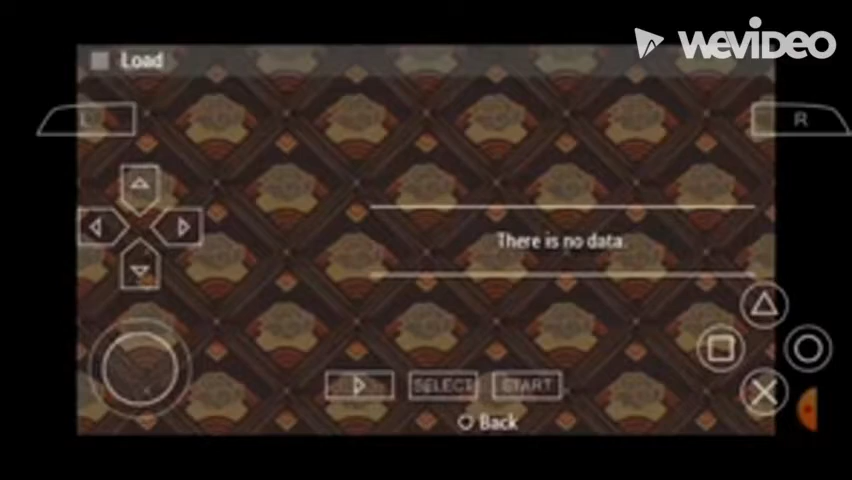 WEVIDEO
Load
L
R
There is no data.
SELECT
START
Back